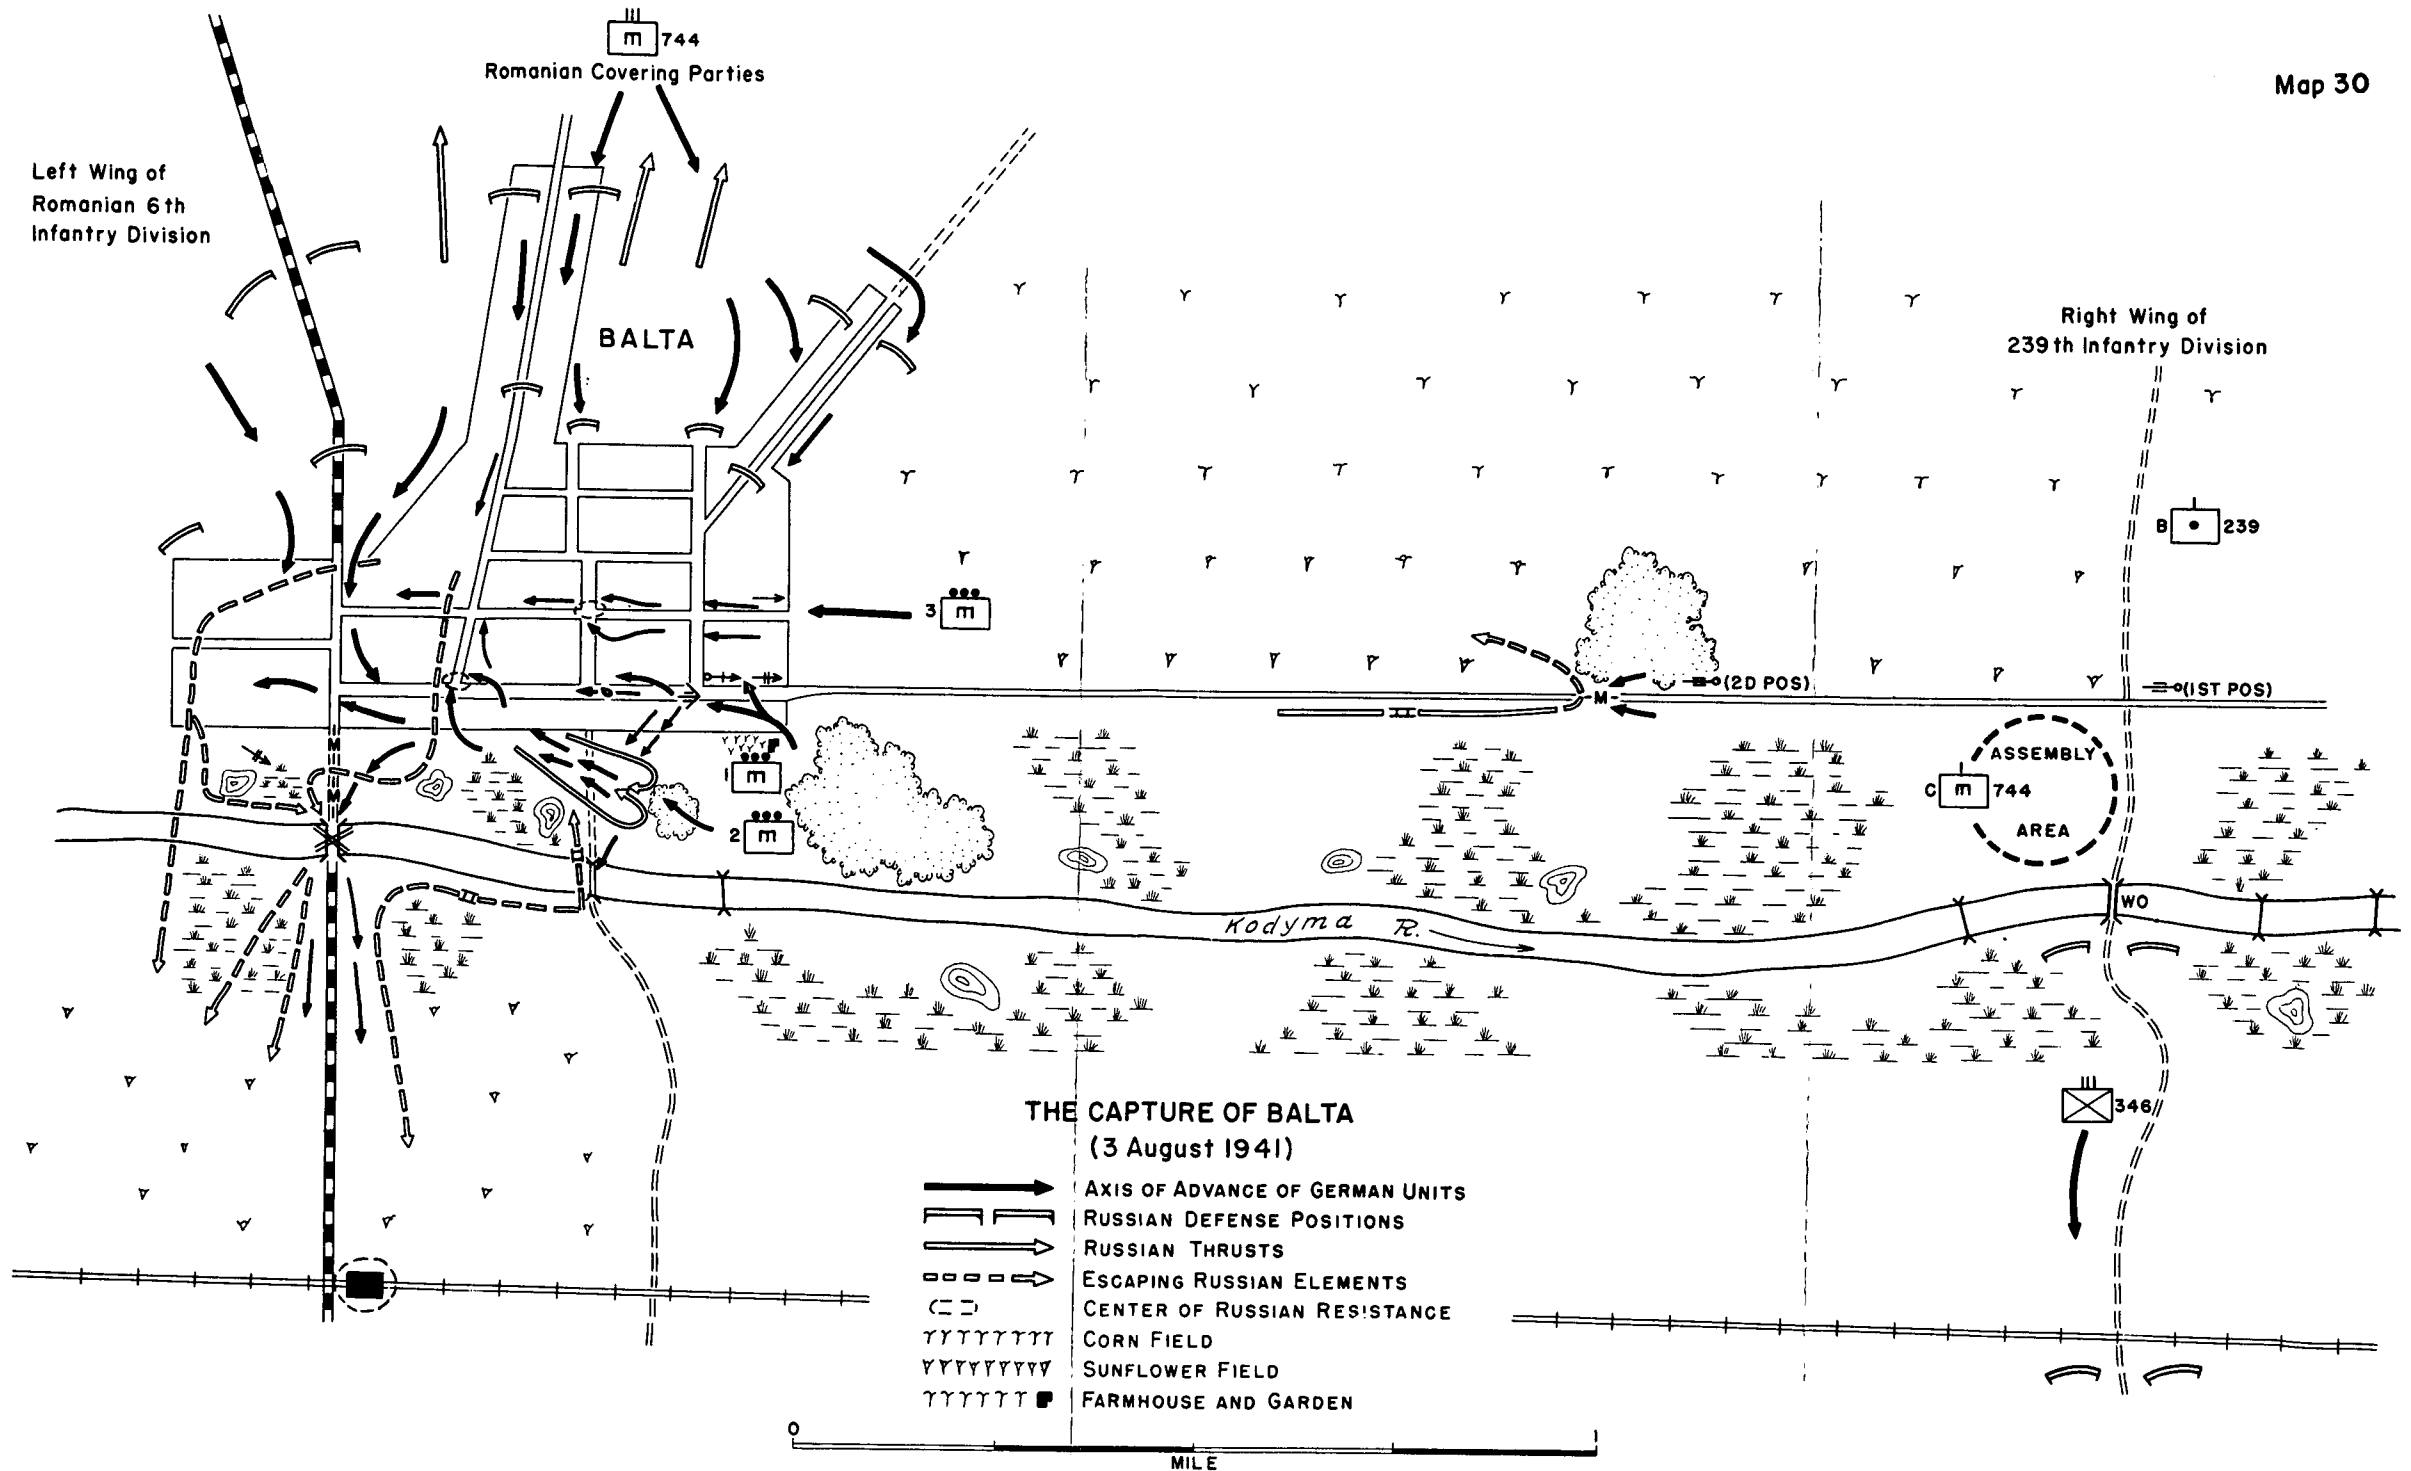 Map 30
m 744
Romanian Covering Parties
Left Wing of
Romanian 6th
Infantry Division
BALTA
Right Wing of
239th Infantry Division
B 239
3 m
M
(2D POS)
(1ST POS)
M
M
1 m
2 m
ASSEMBLY
C m 744
AREA
WO
Kodyma R.
346
THE CAPTURE OF BALTA
(3 August 1941)
AXIS OF ADVANCE OF GERMAN UNITS
RUSSIAN DEFENSE POSITIONS
RUSSIAN THRUSTS
ESCAPING RUSSIAN ELEMENTS
CENTER OF RUSSIAN RESISTANCE
CORN FIELD
SUNFLOWER FIELD
FARMHOUSE AND GARDEN
0 1
MILE